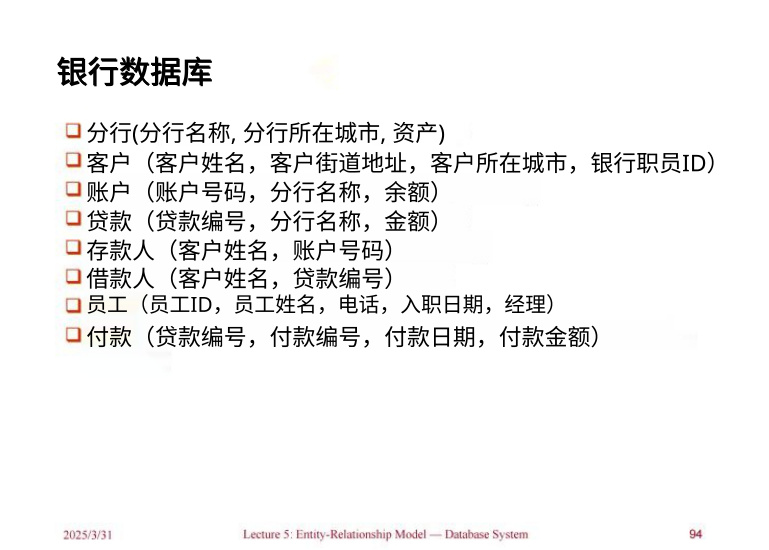 银行数据库
分行(分行名称, 分行所在城市, 资产)
客户（客户姓名，客户街道地址，客户所在城市，银行职员ID）
账户（账户号码，分行名称，余额）
贷款（贷款编号，分行名称，金额）
存款人（客户姓名，账户号码）
借款人（客户姓名，贷款编号）
员工（员工ID，员工姓名，电话，入职日期，经理）
付款（贷款编号，付款编号，付款日期，付款金额）
2025/3/31 Lecture 5: Entity-Relationship Model — Database System 94